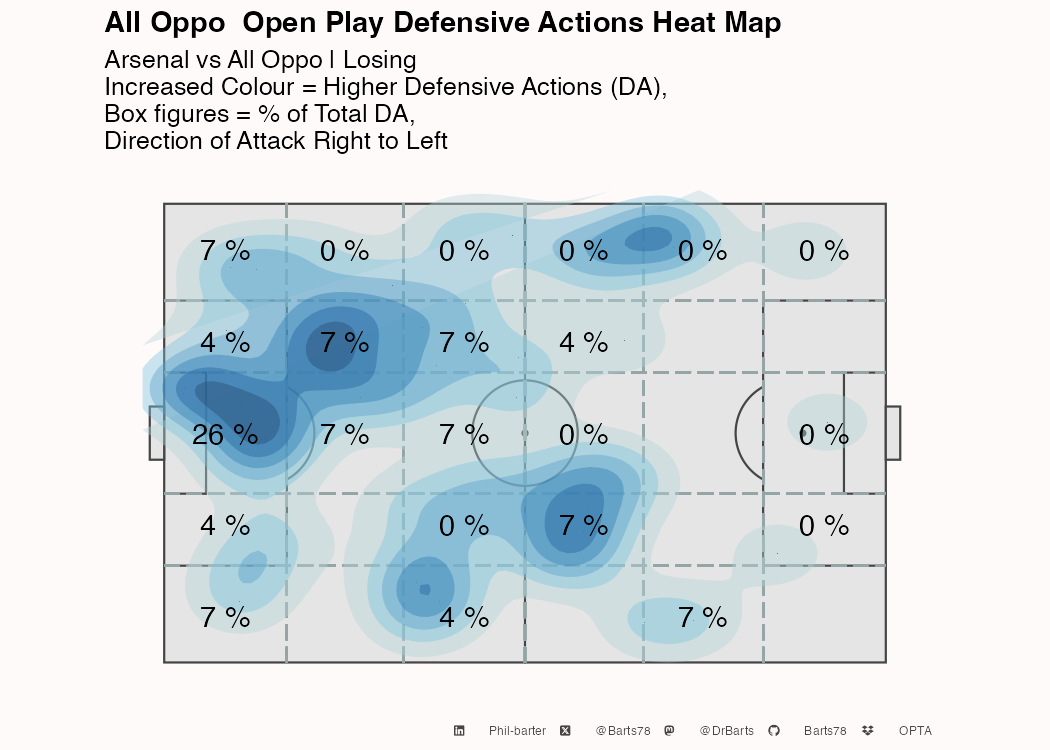 All Oppo  Open Play Defensive Actions Heat Map
Arsenal vs All Oppo | Losing
Increased Colour = Higher Defensive Actions (DA),
Box figures = % of Total DA,
Direction of Attack Right to Left
7 % 0 % 0 % 0 % 0 % 0 %
4 % 7 % 7 % 4 %
26 % 7 % 7 % 0 % 0 %
4 % 0 % 7 % 0 %
7 % 4 % 7 %
Phil-barter @Barts78 @DrBarts Barts78 OPTA